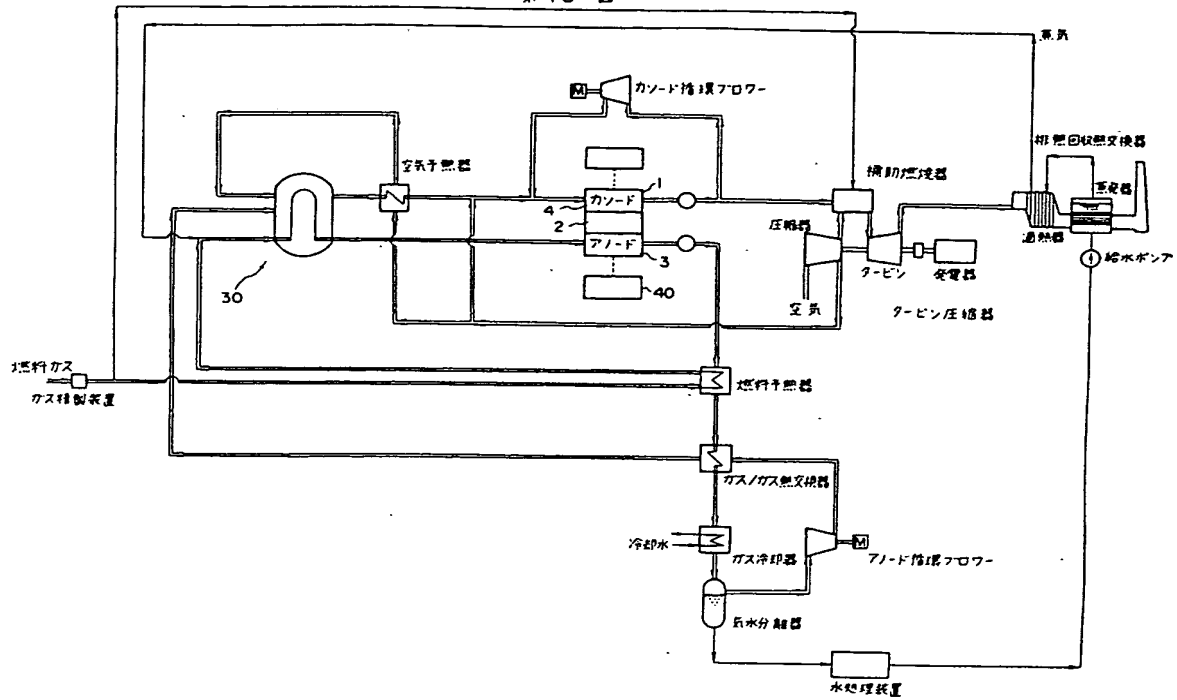 蒸気
M
カソード循環ブロワー
空気予熱器
排熱回収熱交換器
補助燃焼器
蒸発器
カソード
1
4
2
アノード
3
圧縮器
過熱器
給水ポンプ
タービン
発電器
30
40
空気
タービン圧縮器
燃料ガス
ガス精製装置
燃料予熱器
ガス/ガス熱交換器
冷却水
ガス冷却器
M
アノード循環ブロワー
気水分離器
水処理装置